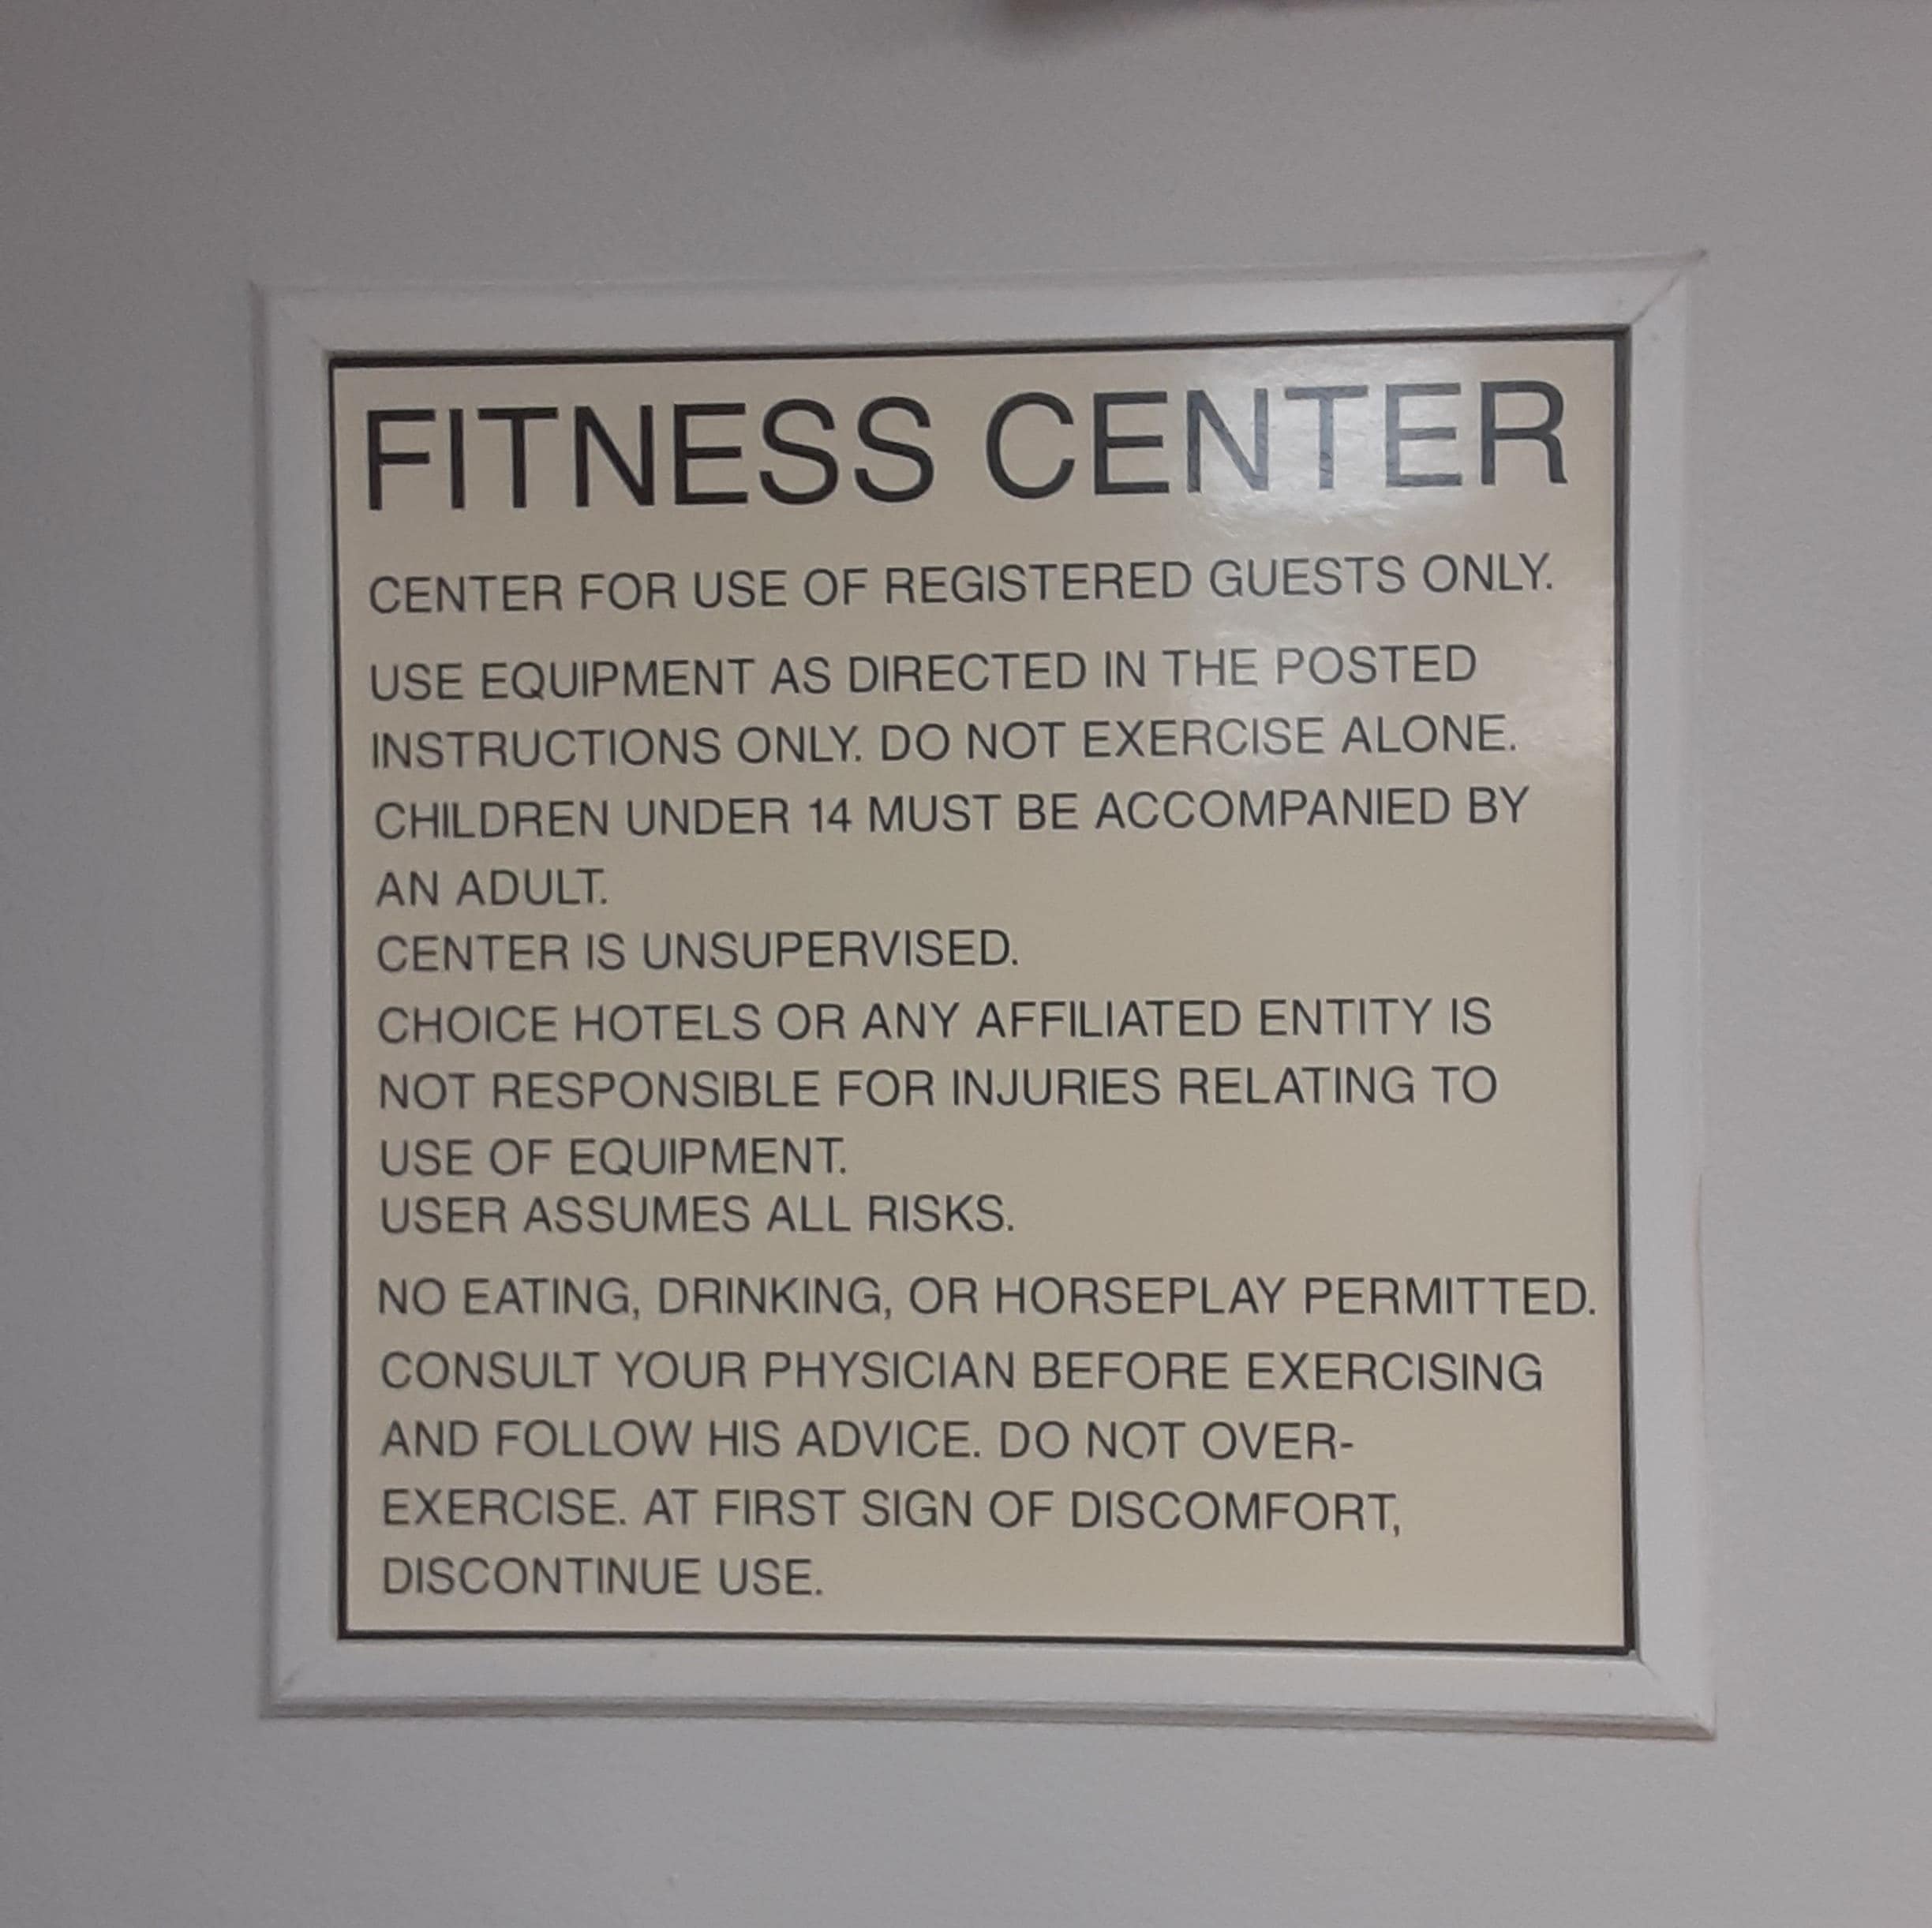 FITNESS CENTER
CENTER FOR USE OF REGISTERED GUESTS ONLY.
USE EQUIPMENT AS DIRECTED IN THE POSTED
INSTRUCTIONS ONLY. DO NOT EXERCISE ALONE.
CHILDREN UNDER 14 MUST BE ACCOMPANIED BY
AN ADULT.
CENTER IS UNSUPERVISED.
CHOICE HOTELS OR ANY AFFILIATED ENTITY IS
NOT RESPONSIBLE FOR INJURIES RELATING TO
USE OF EQUIPMENT.
USER ASSUMES ALL RISKS.
NO EATING, DRINKING, OR HORSEPLAY PERMITTED.
CONSULT YOUR PHYSICIAN BEFORE EXERCISING
AND FOLLOW HIS ADVICE. DO NOT OVER-
EXERCISE. AT FIRST SIGN OF DISCOMFORT,
DISCONTINUE USE.